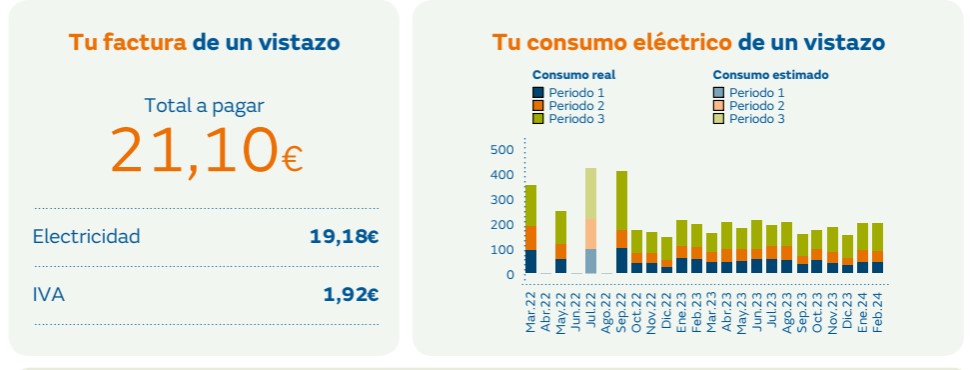 Tu factura de un vistazo
Total a pagar
21,10€
Electricidad 19,18€
IVA 1,92€
Tu consumo eléctrico de un vistazo
Consumo real
Periodo 1
Periodo 2
Periodo 3
Consumo estimado
Periodo 1
Periodo 2
Periodo 3
500
400
300
200
100
0
Mar.22
Abr.22
May.22
Jun.22
Jul.22
Ago.22
Sep.22
Oct.22
Nov.22
Dic.22
Ene.23
Feb.23
Mar.23
Abr.23
May.23
Jun.23
Jul.23
Ago.23
Sep.23
Oct.23
Nov.23
Dic.23
Ene.24
Feb.24